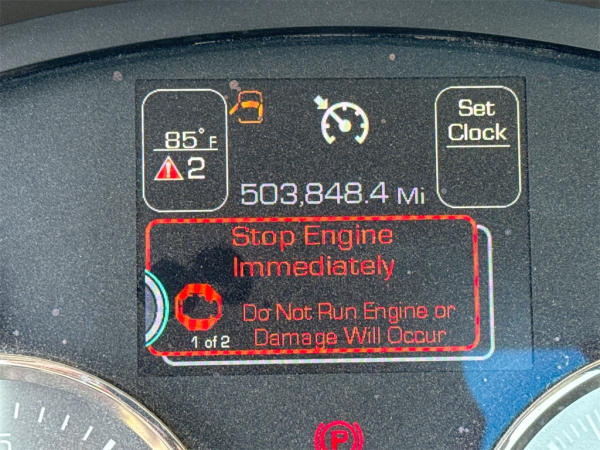 85°F
2
Set
Clock
503,848.4 Mi
Stop Engine
Immediately
Do Not Run Engine or
Damage Will Occur
1 of 2
P
5